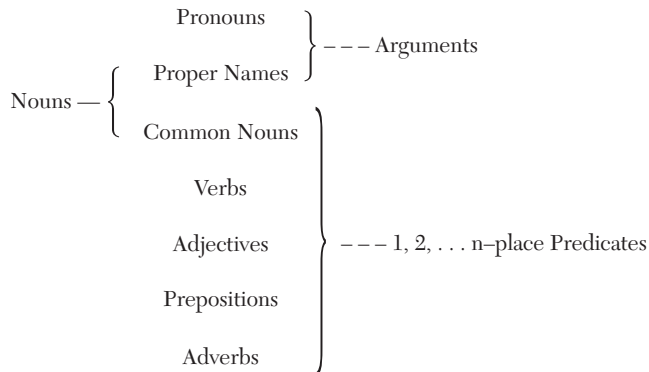 Pronouns
– – – Arguments
Proper Names
Nouns —
Common Nouns
Verbs
Adjectives
– – – 1, 2, . . . n–place Predicates
Prepositions
Adverbs